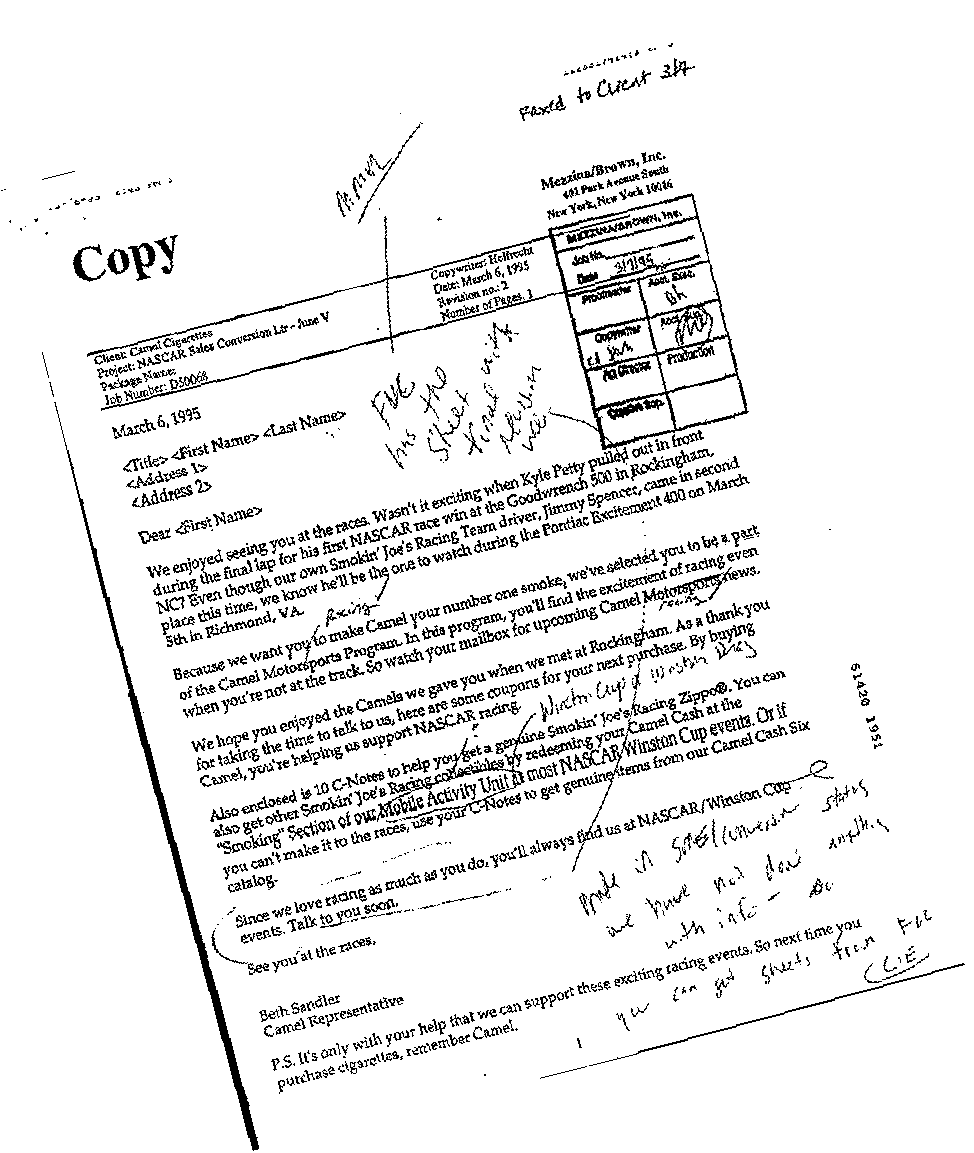 Faxed to Client 3/7
Mezzina/Brown, Inc.
401 Park Avenue South
New York, New York 10016
Copy
MEZZINA/BROWN, Inc.
Job No.
Date 3/7/95
Proofreader Acct. Exec.
Copywriter Acct. Sup.
Art Director Production
Creative Sup.
Client: Camel Cigarettes
Project: NASCAR Sales Conversion Ltr - June V
Package Name:
Job Number: D50068
Copywriter: Helfrecht
Date: March 6, 1995
Revision no.: 2
Number of Pages. 1
March 6, 1995
<Title> <First Name> <Last Name>
<Address 1>
<Address 2>
FMC
has the
sheet
Dear <First Name>
We enjoyed seeing you at the races. Wasn't it exciting when Kyle Petty pulled out in front
during the final lap for his first NASCAR race win at the Goodwrench 500 in Rockingham,
NC? Even though our own Smokin' Joe's Racing Team driver, Jimmy Spencer, came in second
place this time, we know he'll be the one to watch during the Pontiac Excitement 400 on March
5th in Richmond, VA.
Racing
Because we want you to make Camel your number one smoke, we've selected you to be a part
of the Camel Motorsports Program. In this program, you'll find the excitement of racing even
when you're not at the track. So watch your mailbox for upcoming Camel Motorsports news.
racing
We hope you enjoyed the Camels we gave you when we met at Rockingham. As a thank you
for taking the time to talk to us, here are some coupons for your next purchase. By buying
Camel, you're helping us support NASCAR racing.
Winston Cup & Winston Drag
Also enclosed is 10 C-Notes to help you get a genuine Smokin' Joe's Racing Zippo®. You can
also get other Smokin' Joe's Racing collectibles by redeeming your Camel Cash at the
"Smoking" Section of our Mobile Activity Unit at most NASCAR Winston Cup events. Or if
you can't make it to the races, use your C-Notes to get genuine items from our Camel Cash Six
catalog.
Since we love racing as much as you do, you'll always find us at NASCAR/Winston Cup
events. Talk to you soon.
See you at the races,
made in sales/conversion status
we have not done anything
with info -
you can get sheets from FMC
Beth Sandler
Camel Representative
P.S. It's only with your help that we can support these exciting racing events. So next time you
purchase cigarettes, remember Camel.
51420 1951